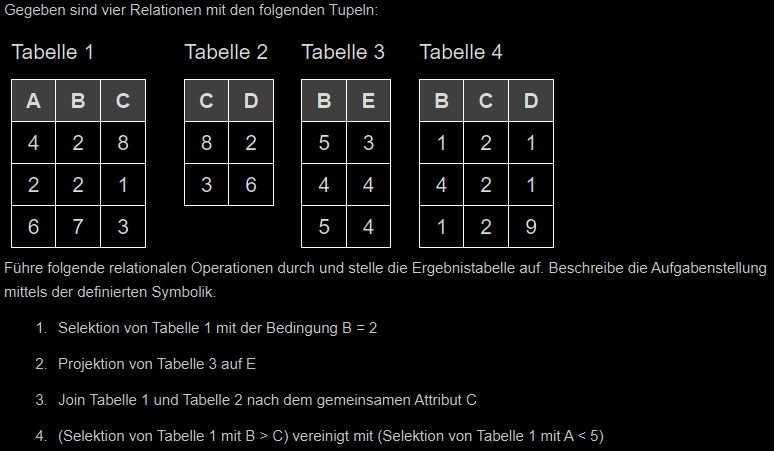 Gegeben sind vier Relationen mit den folgenden Tupeln:
Tabelle 1 Tabelle 2 Tabelle 3 Tabelle 4
A B C C D B E B C D
4 2 8 8 2 5 3 1 2 1
2 2 1 3 6 4 4 4 2 1
6 7 3 5 4 1 2 9
Führe folgende relationalen Operationen durch und stelle die Ergebnistabelle auf. Beschreibe die Aufgabenstellung
mittels der definierten Symbolik.
1. Selektion von Tabelle 1 mit der Bedingung B = 2
2. Projektion von Tabelle 3 auf E
3. Join Tabelle 1 und Tabelle 2 nach dem gemeinsamen Attribut C
4. (Selektion von Tabelle 1 mit B > C) vereinigt mit (Selektion von Tabelle 1 mit A < 5)